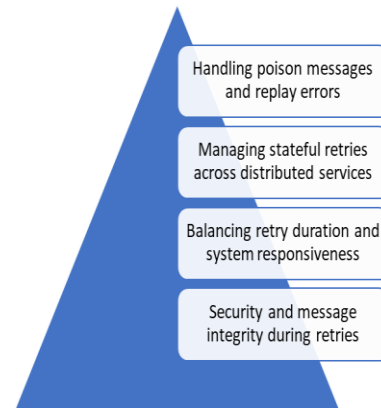 Handling poison messages
and replay errors
Managing stateful retries
across distributed services
Balancing retry duration and
system responsiveness
Security and message
integrity during retries